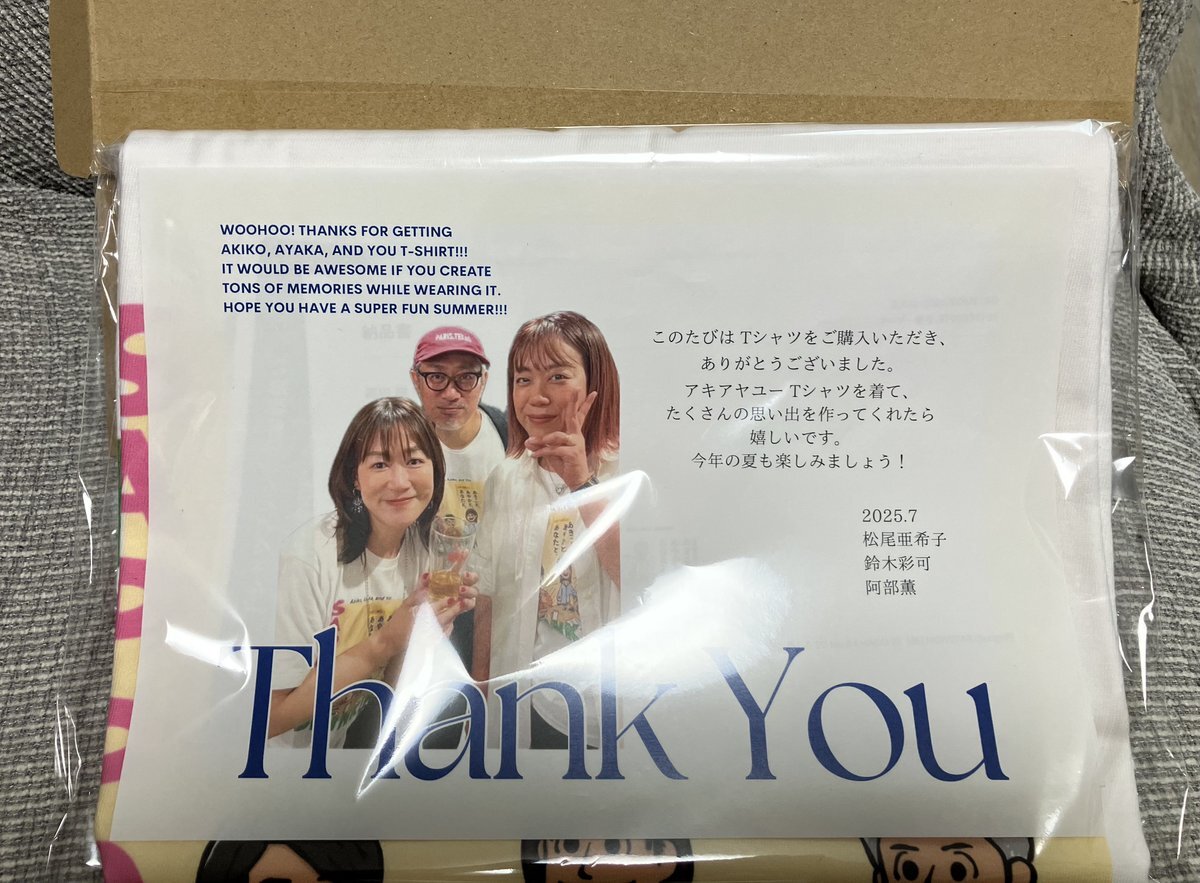 WOOHOO! THANKS FOR GETTING
AKIKO, AYAKA, AND YOU T-SHIRT!!!
IT WOULD BE AWESOME IF YOU CREATE
TONS OF MEMORIES WHILE WEARING IT.
HOPE YOU HAVE A SUPER FUN SUMMER!!!
このたびは Tシャツをご購入いただき、
ありがとうございました。
アキアヤユー Tシャツを着て、
たくさんの思い出を作ってくれたら
嬉しいです。
今年の夏も楽しみましょう！
2025.7
松尾亜希子
鈴木彩可
阿部薫
Thank You